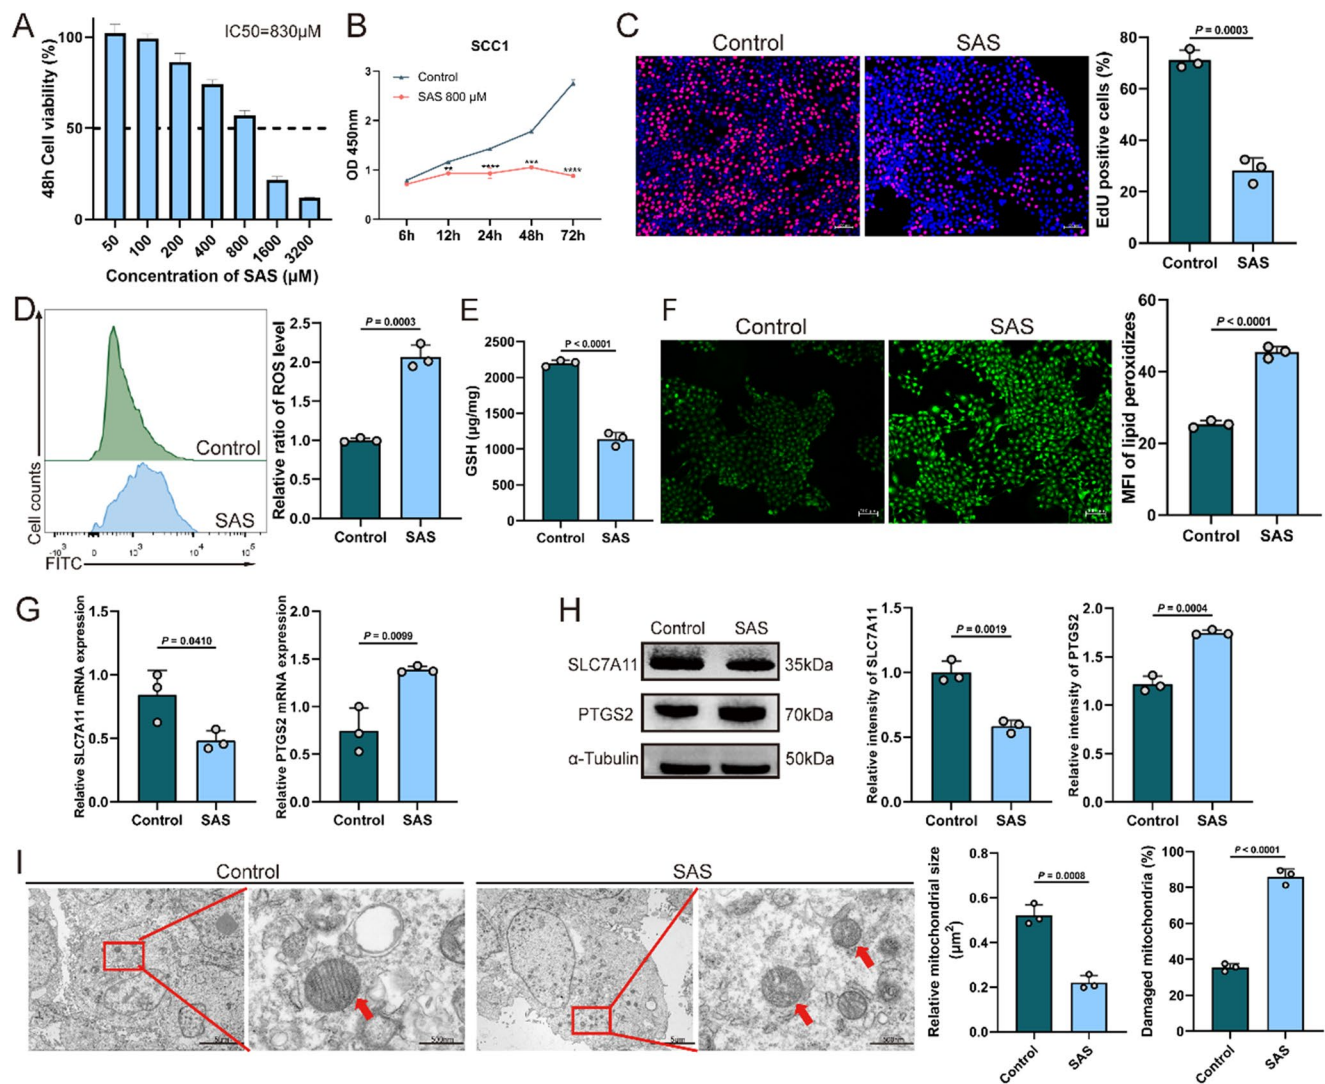 A
48h Cell viability (%)
100
50
0
IC50=830μM
50 100 200 400 800 1600 3200
Concentration of SAS (μM)
B
SCC1
Control
SAS 800 μM
OD 450nm
3
2
1
0
** **** *** ****
6h 12h 24h 48h 72h
C
Control SAS
EdU positive cells (%)
80
60
40
20
0
P = 0.0003
Control SAS
D
Cell counts
Control
SAS
-10³ 0 10³ 10⁴ 10⁵
FITC
Relative ratio of ROS level
2.5
2.0
1.5
1.0
0.5
0.0
P = 0.0003
Control SAS
E
GSH (μg/mg)
2500
2000
1500
1000
500
0
P < 0.0001
Control SAS
F
Control SAS
MFI of lipid peroxidizes
60
40
20
0
P < 0.0001
Control SAS
G
Relative SLC7A11 mRNA expression
1.5
1.0
0.5
0.0
P = 0.0410
Control SAS
Relative PTGS2 mRNA expression
2.0
1.5
1.0
0.5
0.0
P = 0.0099
Control SAS
H
Control SAS
SLC7A11 35kDa
PTGS2 70kDa
α-Tubulin 50kDa
Relative intensity of SLC7A11
1.5
1.0
0.5
0.0
P = 0.0019
Control SAS
Relative intensity of PTGS2
2.0
1.5
1.0
0.5
0.0
P = 0.0004
Control SAS
I
Control
SAS
5μm
500nm
5μm
500nm
Relative mitochondrial size
(μm²)
0.8
0.6
0.4
0.2
0.0
P = 0.0008
Control SAS
Damaged mitochondria (%)
100
80
60
40
20
0
P < 0.0001
Control SAS